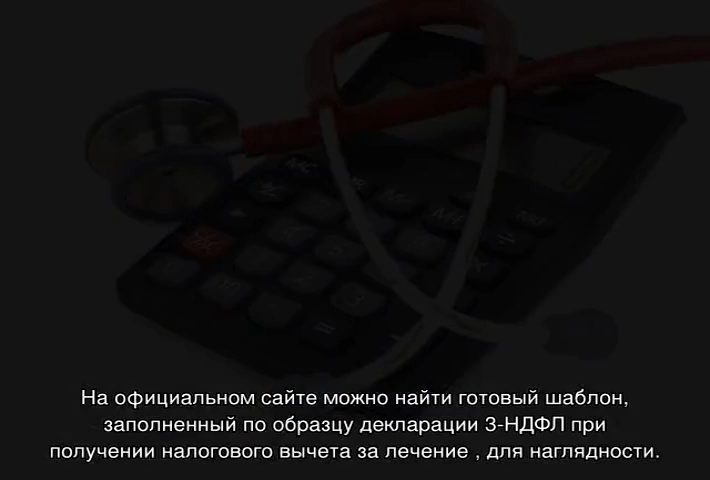 На официальном сайте можно найти готовый шаблон,
заполненный по образцу декларации 3-НДФЛ при
получении налогового вычета за лечение , для наглядности.